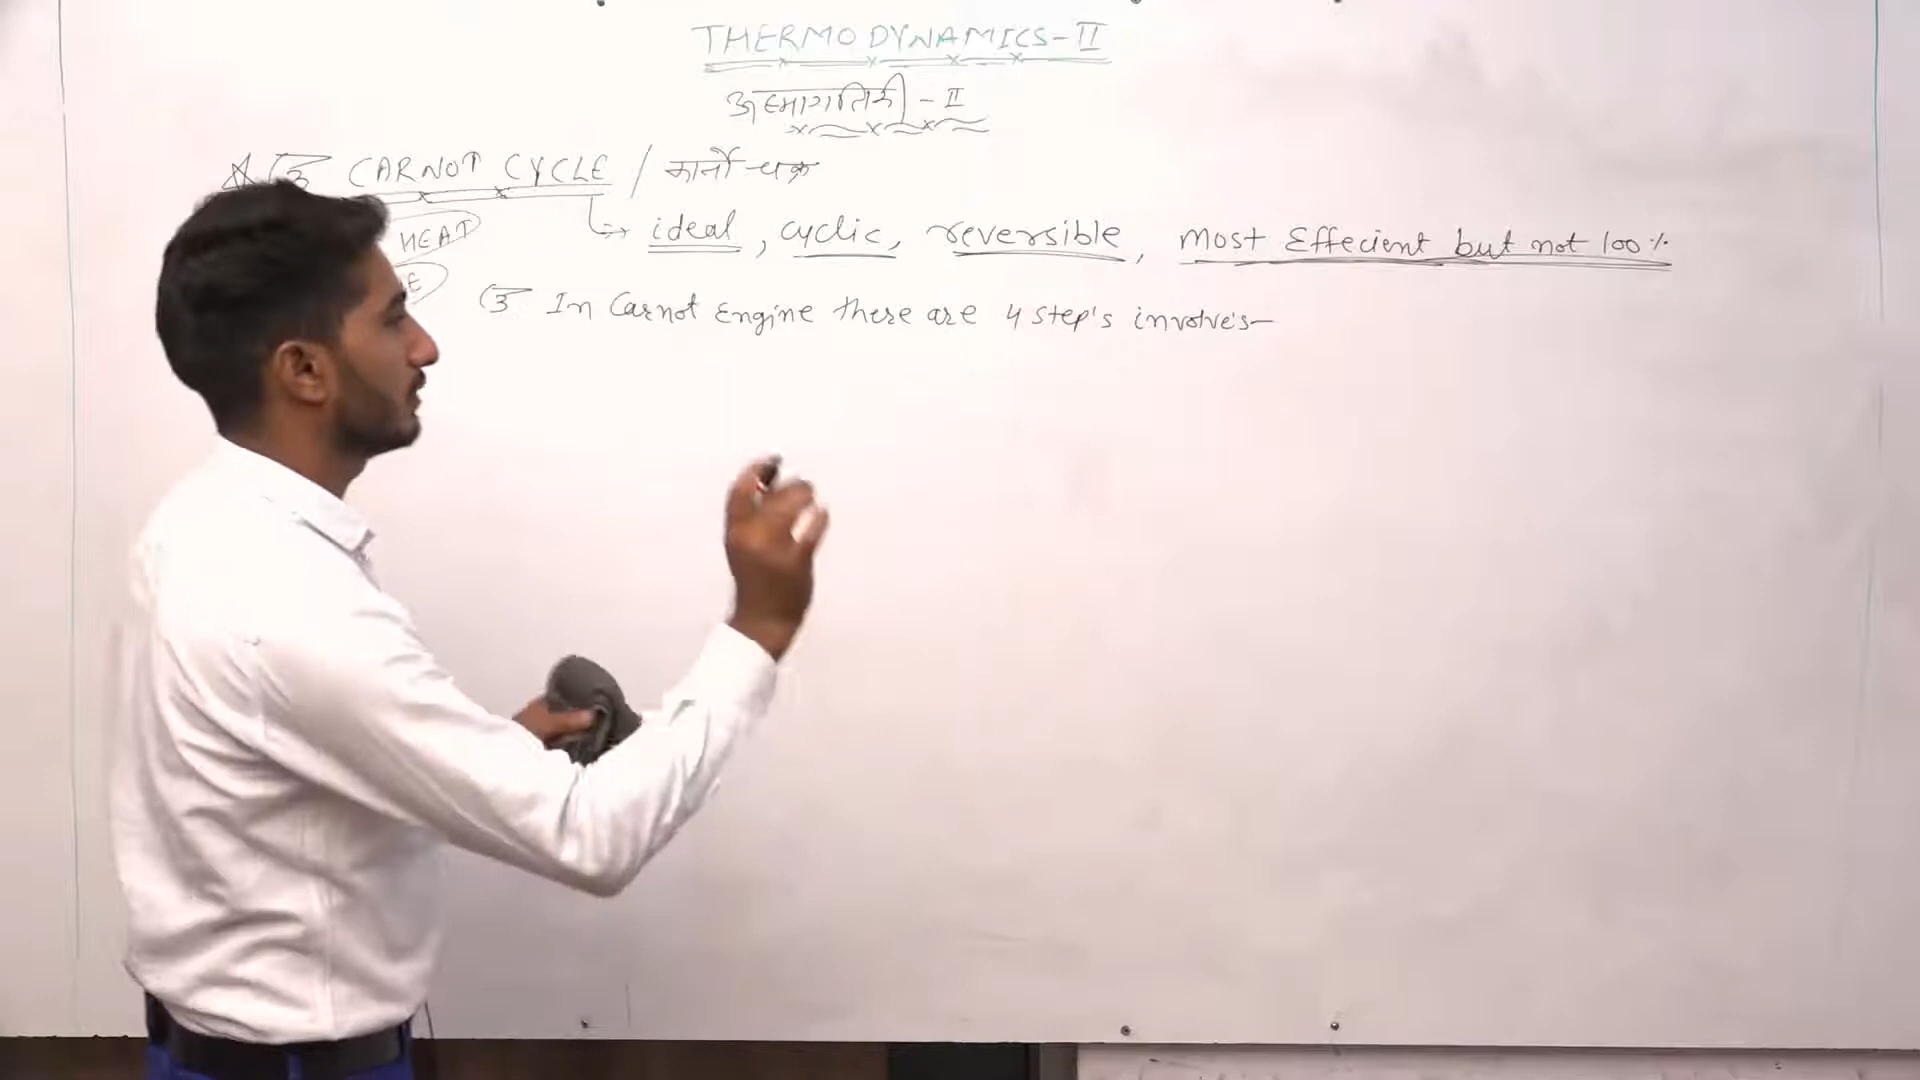 THERMODYNAMICS-II
ऊष्मागतिकी - II
CARNOT CYCLE / कार्नो चक्र
HEAT → ideal, cyclic, reversible, Most Effecient but not 100%
In Carnot Engine there are 4 step's involve's—